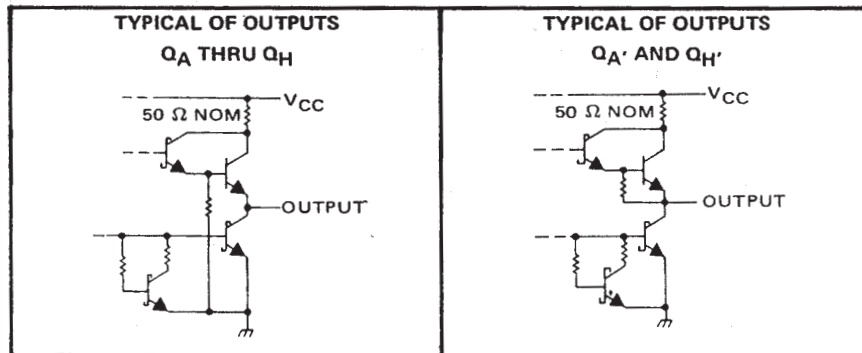 TYPICAL OF OUTPUTS
QA THRU QH
VCC
50 Ω NOM
OUTPUT
TYPICAL OF OUTPUTS
QA' AND QH'
VCC
50 Ω NOM
OUTPUT